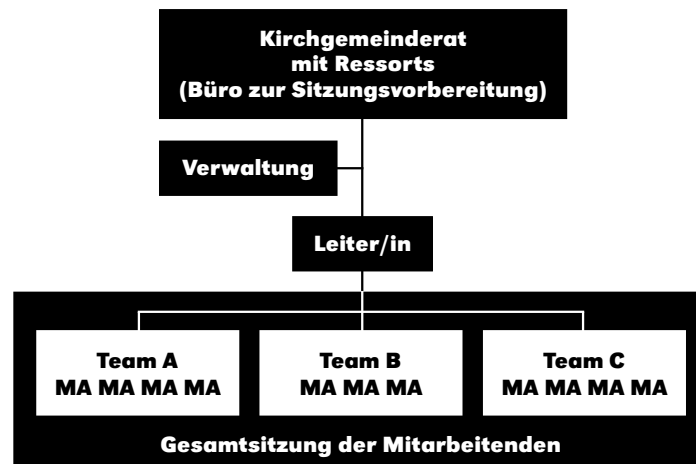 Kirchgemeinderat
mit Ressorts
(Büro zur Sitzungsvorbereitung)
Verwaltung
Leiter/in
Team A
MA MA MA MA
Team B
MA MA MA
Team C
MA MA MA MA
Gesamtsitzung der Mitarbeitenden